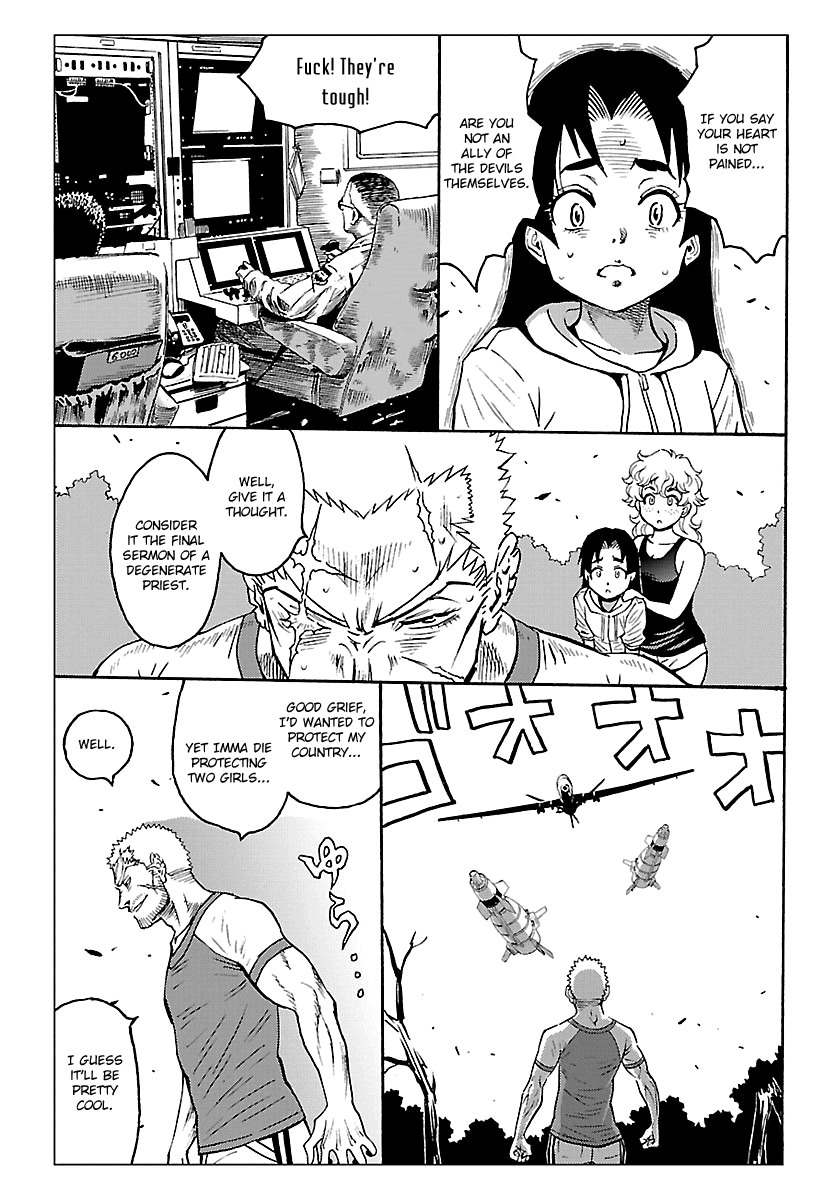 IF YOU SAY
YOUR HEART
IS NOT
PAINED...
ARE YOU
NOT AN
ALLY OF
THE DEVILS
THEMSELVES.
Fuck! They're
tough!
WELL,
GIVE IT A
THOUGHT.
CONSIDER
IT THE FINAL
SERMON OF A
DEGENERATE
PRIEST.
ゴオオオ
GOOD GRIEF,
I'D WANTED TO
PROTECT MY
COUNTRY...
YET IMMA DIE
PROTECTING
TWO GIRLS...
WELL.
ゆら…
I GUESS
IT'LL BE
PRETTY
COOL.